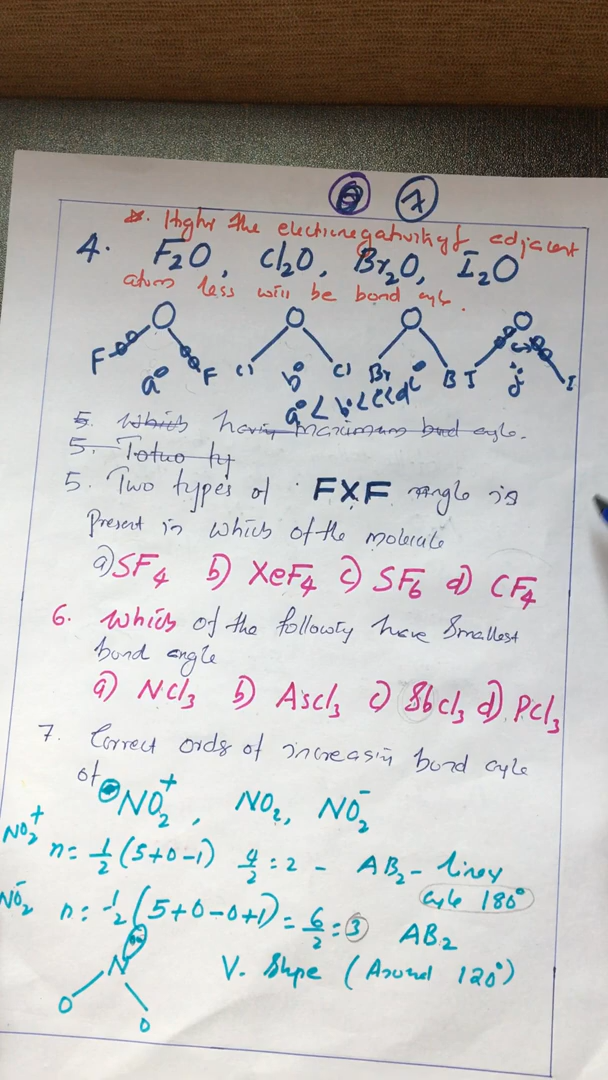 7
Higher the electronegativity of adjacent
4. F₂O, Cl₂O, Br₂O, I₂O
atom less will be bond angle.
O O O O
F F Cl Cl Br B I I
a° b° c°
a° < b° < c < d
5. Which having maximum bond angle.
5.
5. Two types of FXF angle is
Present in which of the molecule
a) SF₄ b) XeF₄ c) SF₆ d) CF₄
6. Which of the following have Smallest
bond angle
a) NCl₃ b) AsCl₃ c) SbCl₃ d) PCl₃
7. Correct order of increasing bond angle
of NO₂⁺, NO₂, NO₂⁻
NO₂⁺ n = 1/2 (5+0-1) 4/2 = 2 - AB₂ - linear
angle 180°
NO₂⁻ n = 1/2 (5+0-0+1) = 6/2 = 3 AB₂
N V. Shape (Around 120°)
O O